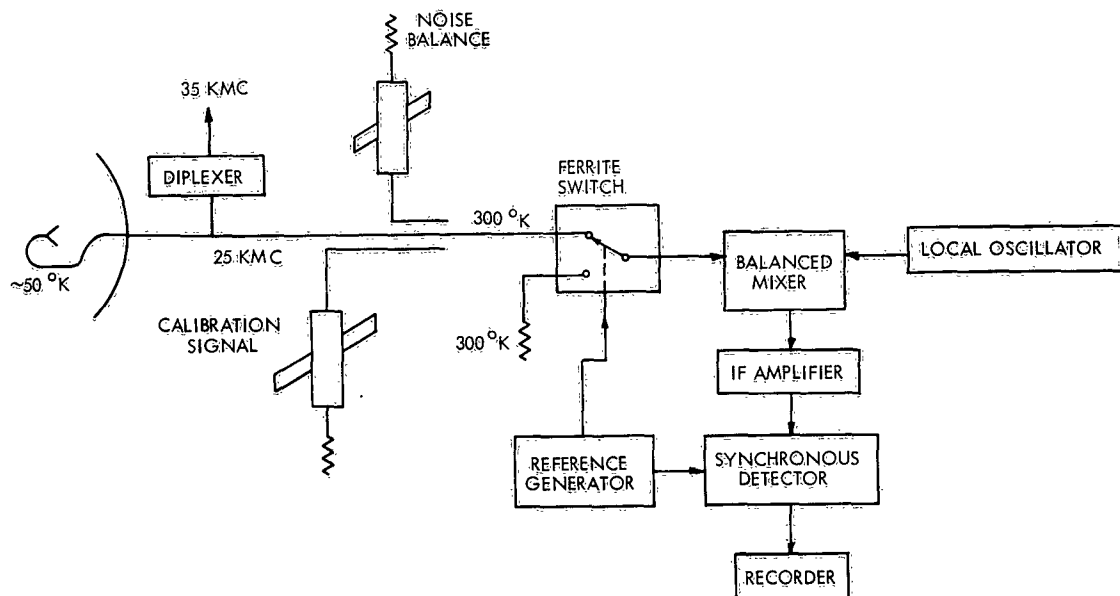 NOISE
BALANCE
35 KMC
DIPLEXER
FERRITE
SWITCH
300 °K
25 KMC
~50 °K
LOCAL OSCILLATOR
BALANCED
MIXER
CALIBRATION
SIGNAL
300 °K
IF AMPLIFIER
REFERENCE
GENERATOR
SYNCHRONOUS
DETECTOR
RECORDER